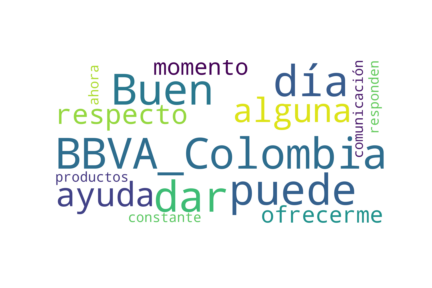 momento
día
ahora
Buen
comunicación
responden
respecto
alguna
BBVA_Colombia
productos
ayuda
dar
puede
constante
ofrecerme